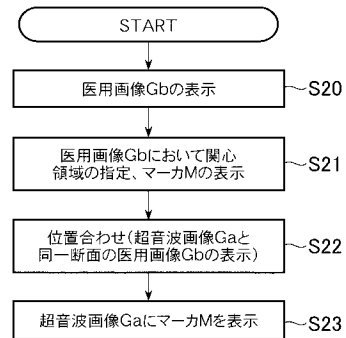 START
医用画像Gbの表示
S20
医用画像Gbにおいて関心
領域の指定、マーカMの表示
S21
位置合わせ(超音波画像Gaと
同一断面の医用画像Gbの表示)
S22
超音波画像GaにマーカMを表示
S23